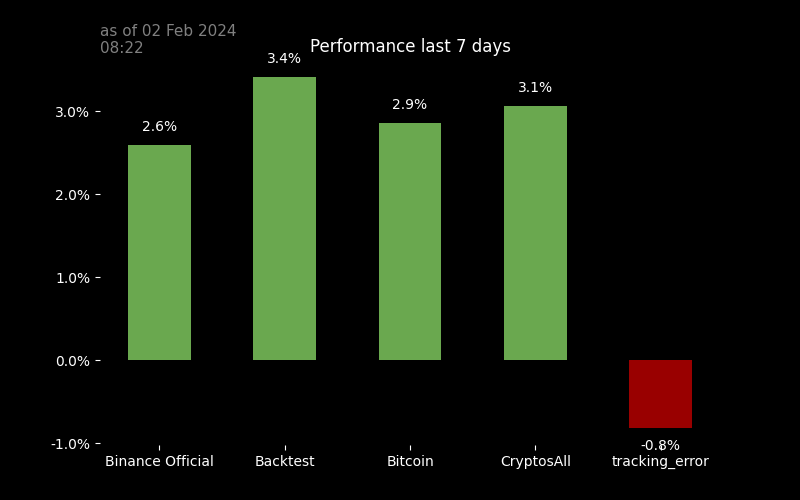 as of 02 Feb 2024
08:22
Performance last 7 days
3.4%
3.1%
2.9%
2.6%
3.0%
2.0%
1.0%
0.0%
-1.0%
-0.8%
Binance Official
Backtest
Bitcoin
CryptosAll
tracking_error